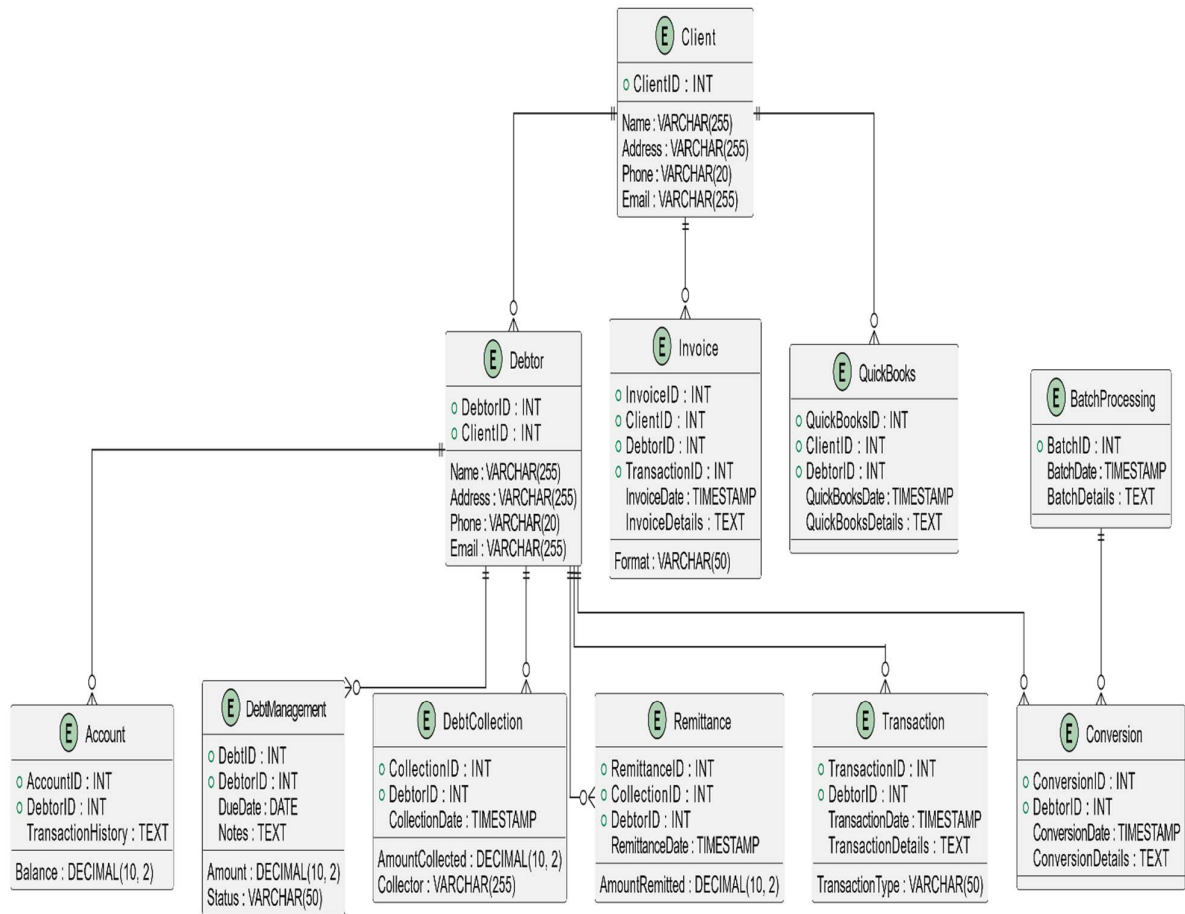 E Client
ClientID : INT
Name : VARCHAR(255)
Address : VARCHAR(255)
Phone : VARCHAR(20)
Email : VARCHAR(255)
E Debtor
DebtorID : INT
ClientID : INT
Name : VARCHAR(255)
Address : VARCHAR(255)
Phone : VARCHAR(20)
Email : VARCHAR(255)
E Invoice
InvoiceID : INT
ClientID : INT
DebtorID : INT
TransactionID : INT
InvoiceDate : TIMESTAMP
InvoiceDetails : TEXT
Format : VARCHAR(50)
E QuickBooks
QuickBooksID : INT
ClientID : INT
DebtorID : INT
QuickBooksDate : TIMESTAMP
QuickBooksDetails : TEXT
E BatchProcessing
BatchID : INT
BatchDate : TIMESTAMP
BatchDetails : TEXT
E Account
AccountID : INT
DebtorID : INT
TransactionHistory : TEXT
Balance : DECIMAL(10, 2)
E DebtManagement
DebtID : INT
DebtorID : INT
DueDate : DATE
Notes : TEXT
Amount : DECIMAL(10, 2)
Status : VARCHAR(50)
E DebtCollection
CollectionID : INT
DebtorID : INT
CollectionDate : TIMESTAMP
AmountCollected : DECIMAL(10, 2)
Collector : VARCHAR(255)
E Remittance
RemittanceID : INT
CollectionID : INT
DebtorID : INT
RemittanceDate : TIMESTAMP
AmountRemitted : DECIMAL(10, 2)
E Transaction
TransactionID : INT
DebtorID : INT
TransactionDate : TIMESTAMP
TransactionDetails : TEXT
TransactionType : VARCHAR(50)
E Conversion
ConversionID : INT
DebtorID : INT
ConversionDate : TIMESTAMP
ConversionDetails : TEXT